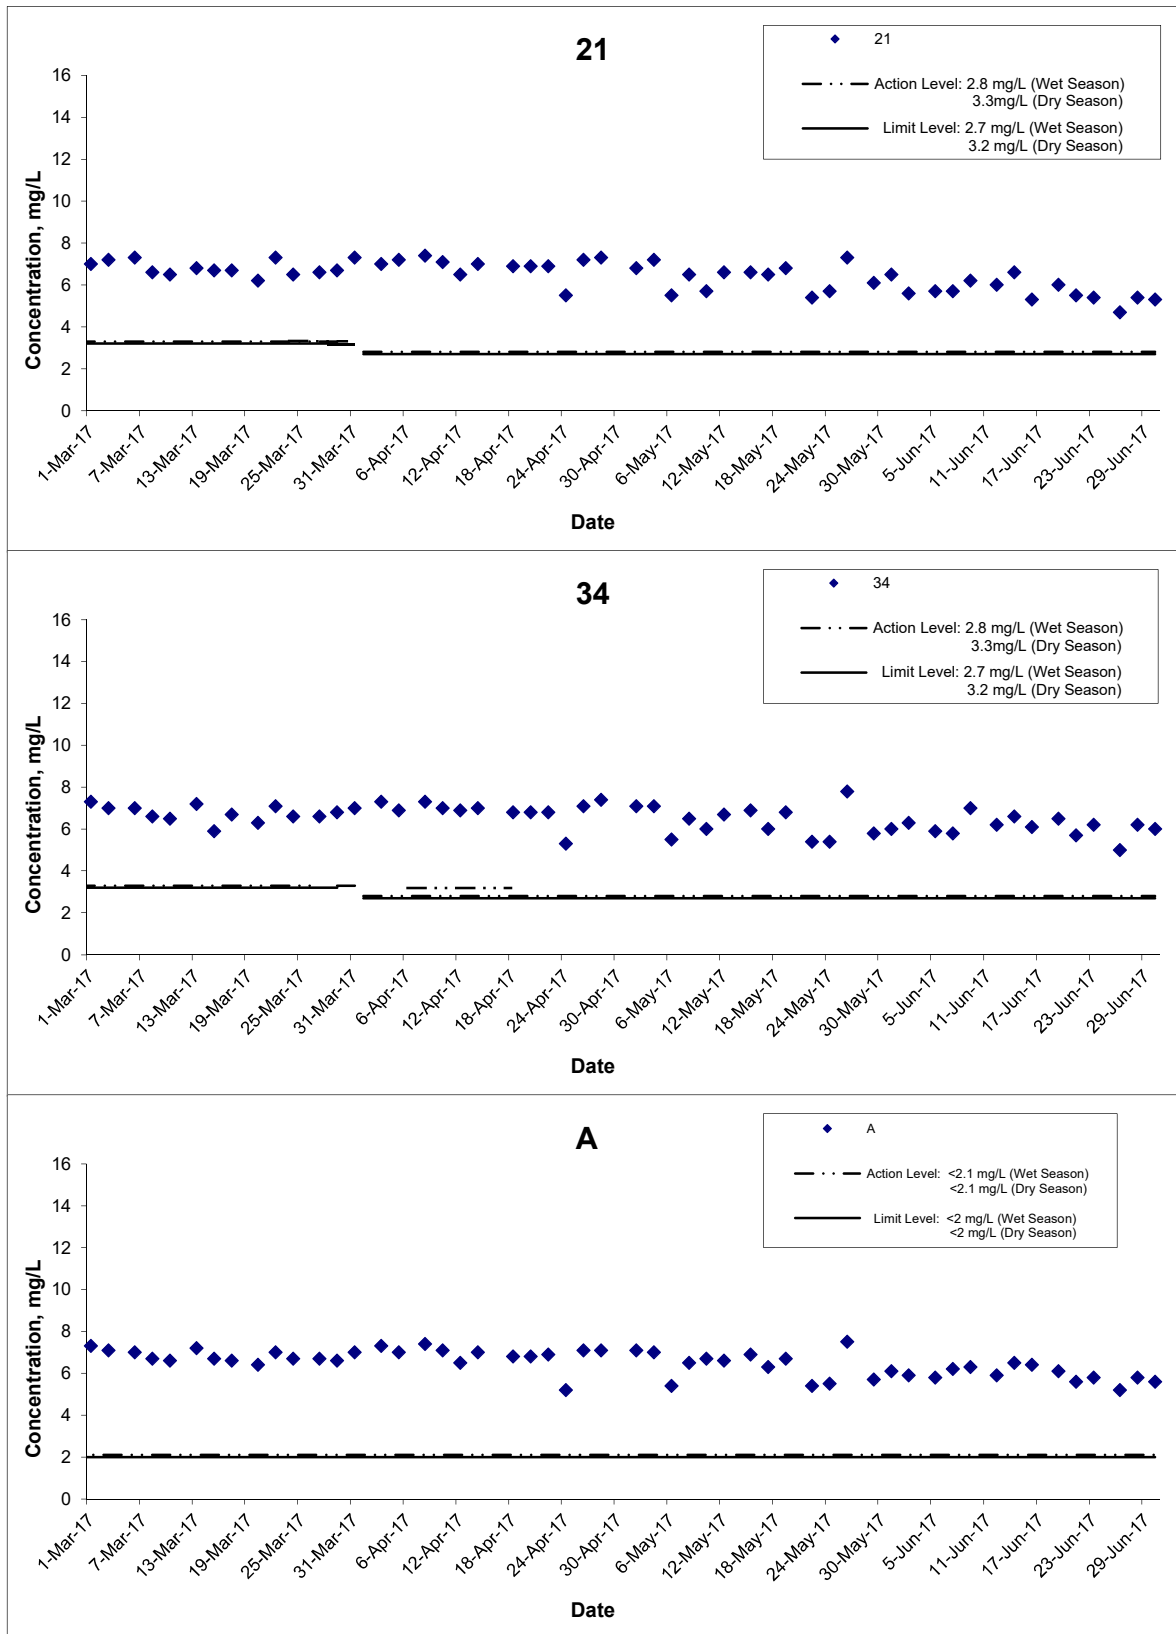 21
21
Action Level: 2.8 mg/L (Wet Season)
3.3mg/L (Dry Season)
Limit Level: 2.7 mg/L (Wet Season)
3.2 mg/L (Dry Season)
Concentration, mg/L
16
14
12
10
8
6
4
2
0
1-Mar-17
7-Mar-17
13-Mar-17
19-Mar-17
25-Mar-17
31-Mar-17
6-Apr-17
12-Apr-17
18-Apr-17
24-Apr-17
30-Apr-17
6-May-17
12-May-17
18-May-17
24-May-17
30-May-17
5-Jun-17
11-Jun-17
17-Jun-17
23-Jun-17
29-Jun-17
Date
34
34
Action Level: 2.8 mg/L (Wet Season)
3.3mg/L (Dry Season)
Limit Level: 2.7 mg/L (Wet Season)
3.2 mg/L (Dry Season)
Concentration, mg/L
16
14
12
10
8
6
4
2
0
1-Mar-17
7-Mar-17
13-Mar-17
19-Mar-17
25-Mar-17
31-Mar-17
6-Apr-17
12-Apr-17
18-Apr-17
24-Apr-17
30-Apr-17
6-May-17
12-May-17
18-May-17
24-May-17
30-May-17
5-Jun-17
11-Jun-17
17-Jun-17
23-Jun-17
29-Jun-17
Date
A
A
Action Level: <2.1 mg/L (Wet Season)
<2.1 mg/L (Dry Season)
Limit Level: <2 mg/L (Wet Season)
<2 mg/L (Dry Season)
Concentration, mg/L
16
14
12
10
8
6
4
2
0
1-Mar-17
7-Mar-17
13-Mar-17
19-Mar-17
25-Mar-17
31-Mar-17
6-Apr-17
12-Apr-17
18-Apr-17
24-Apr-17
30-Apr-17
6-May-17
12-May-17
18-May-17
24-May-17
30-May-17
5-Jun-17
11-Jun-17
17-Jun-17
23-Jun-17
29-Jun-17
Date